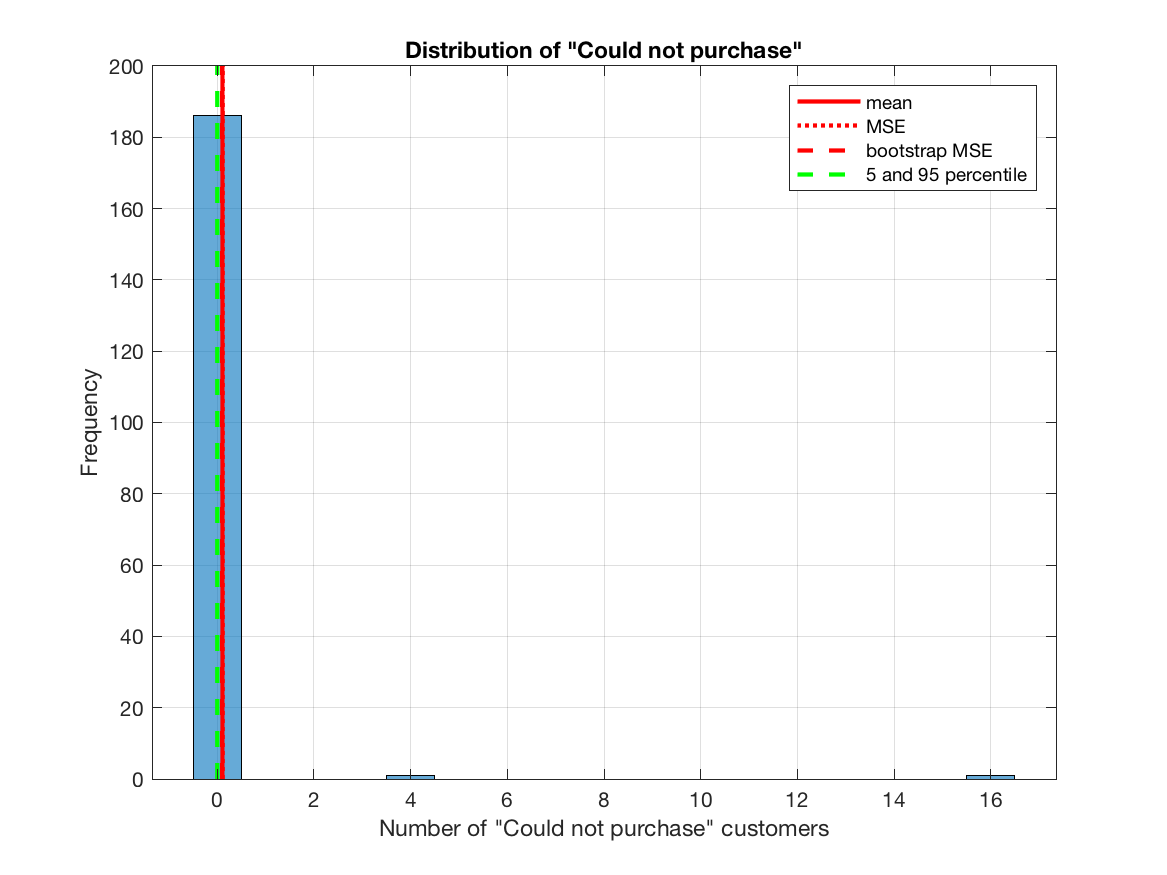 Distribution of "Could not purchase"
mean
MSE
bootstrap MSE
5 and 95 percentile
Frequency
200
180
160
140
120
100
80
60
40
20
0
0 2 4 6 8 10 12 14 16
Number of "Could not purchase" customers